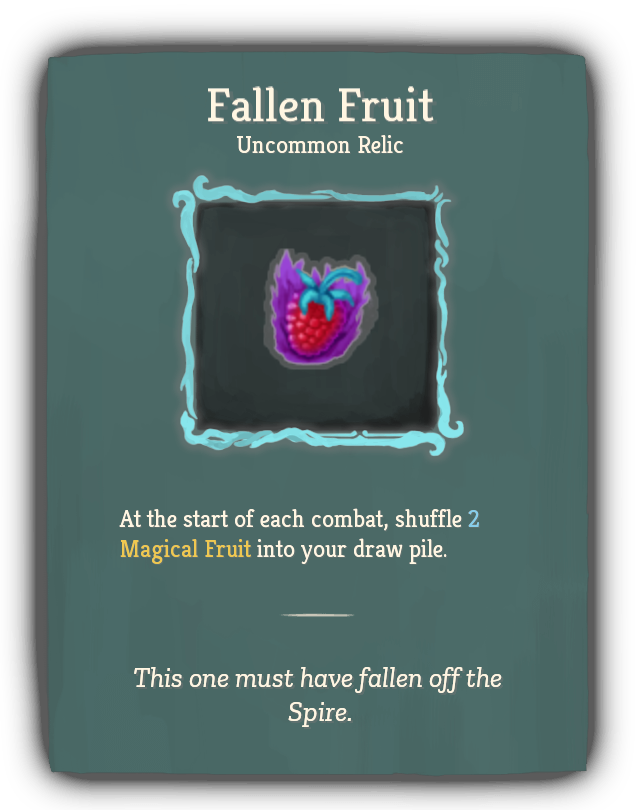 Fallen Fruit
Uncommon Relic
At the start of each combat, shuffle 2
Magical Fruit into your draw pile.
This one must have fallen off the
Spire.